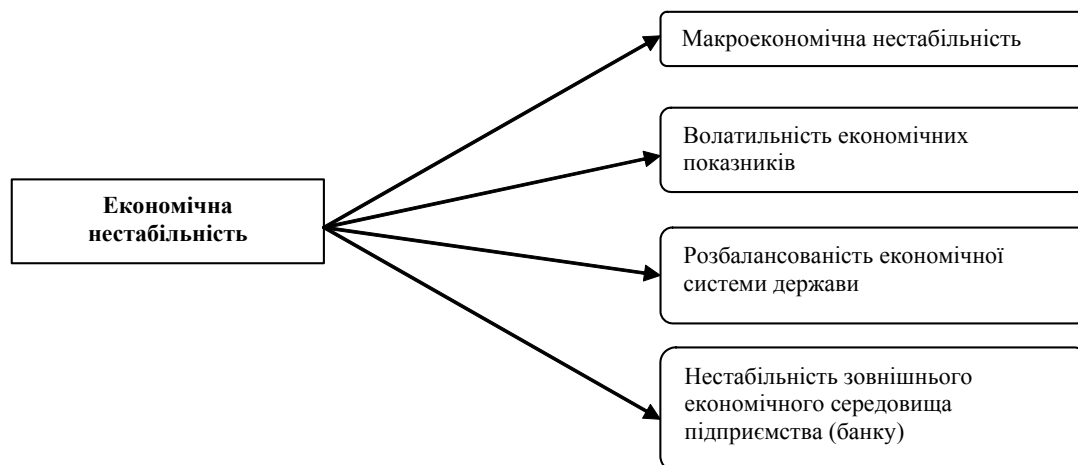 Макроекономічна нестабільність
Волатильність економічних
показників
Економічна
нестабільність
Розбалансованість економічної
системи держави
Нестабільність зовнішнього
економічного середовища
підприємства (банку)